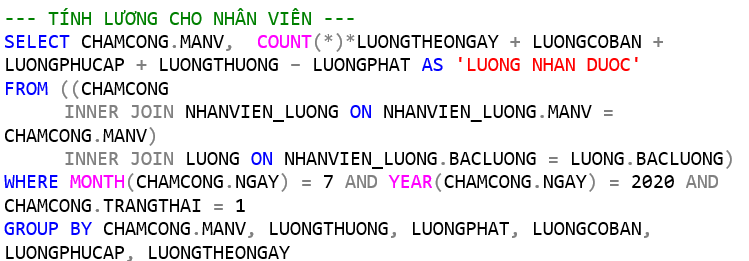 --- TÍNH LƯƠNG CHO NHÂN VIÊN ---
SELECT CHAMCONG.MANV,  COUNT(*)*LUONGTHEONGAY + LUONGCOBAN +
LUONGPHUCAP + LUONGTHUONG – LUONGPHAT AS 'LUONG NHAN DUOC'
FROM ((CHAMCONG
INNER JOIN NHANVIEN_LUONG ON NHANVIEN_LUONG.MANV =
CHAMCONG.MANV)
INNER JOIN LUONG ON NHANVIEN_LUONG.BACLUONG = LUONG.BACLUONG)
WHERE MONTH(CHAMCONG.NGAY) = 7 AND YEAR(CHAMCONG.NGAY) = 2020 AND
CHAMCONG.TRANGTHAI = 1
GROUP BY CHAMCONG.MANV, LUONGTHUONG, LUONGPHAT, LUONGCOBAN,
LUONGPHUCAP, LUONGTHEONGAY